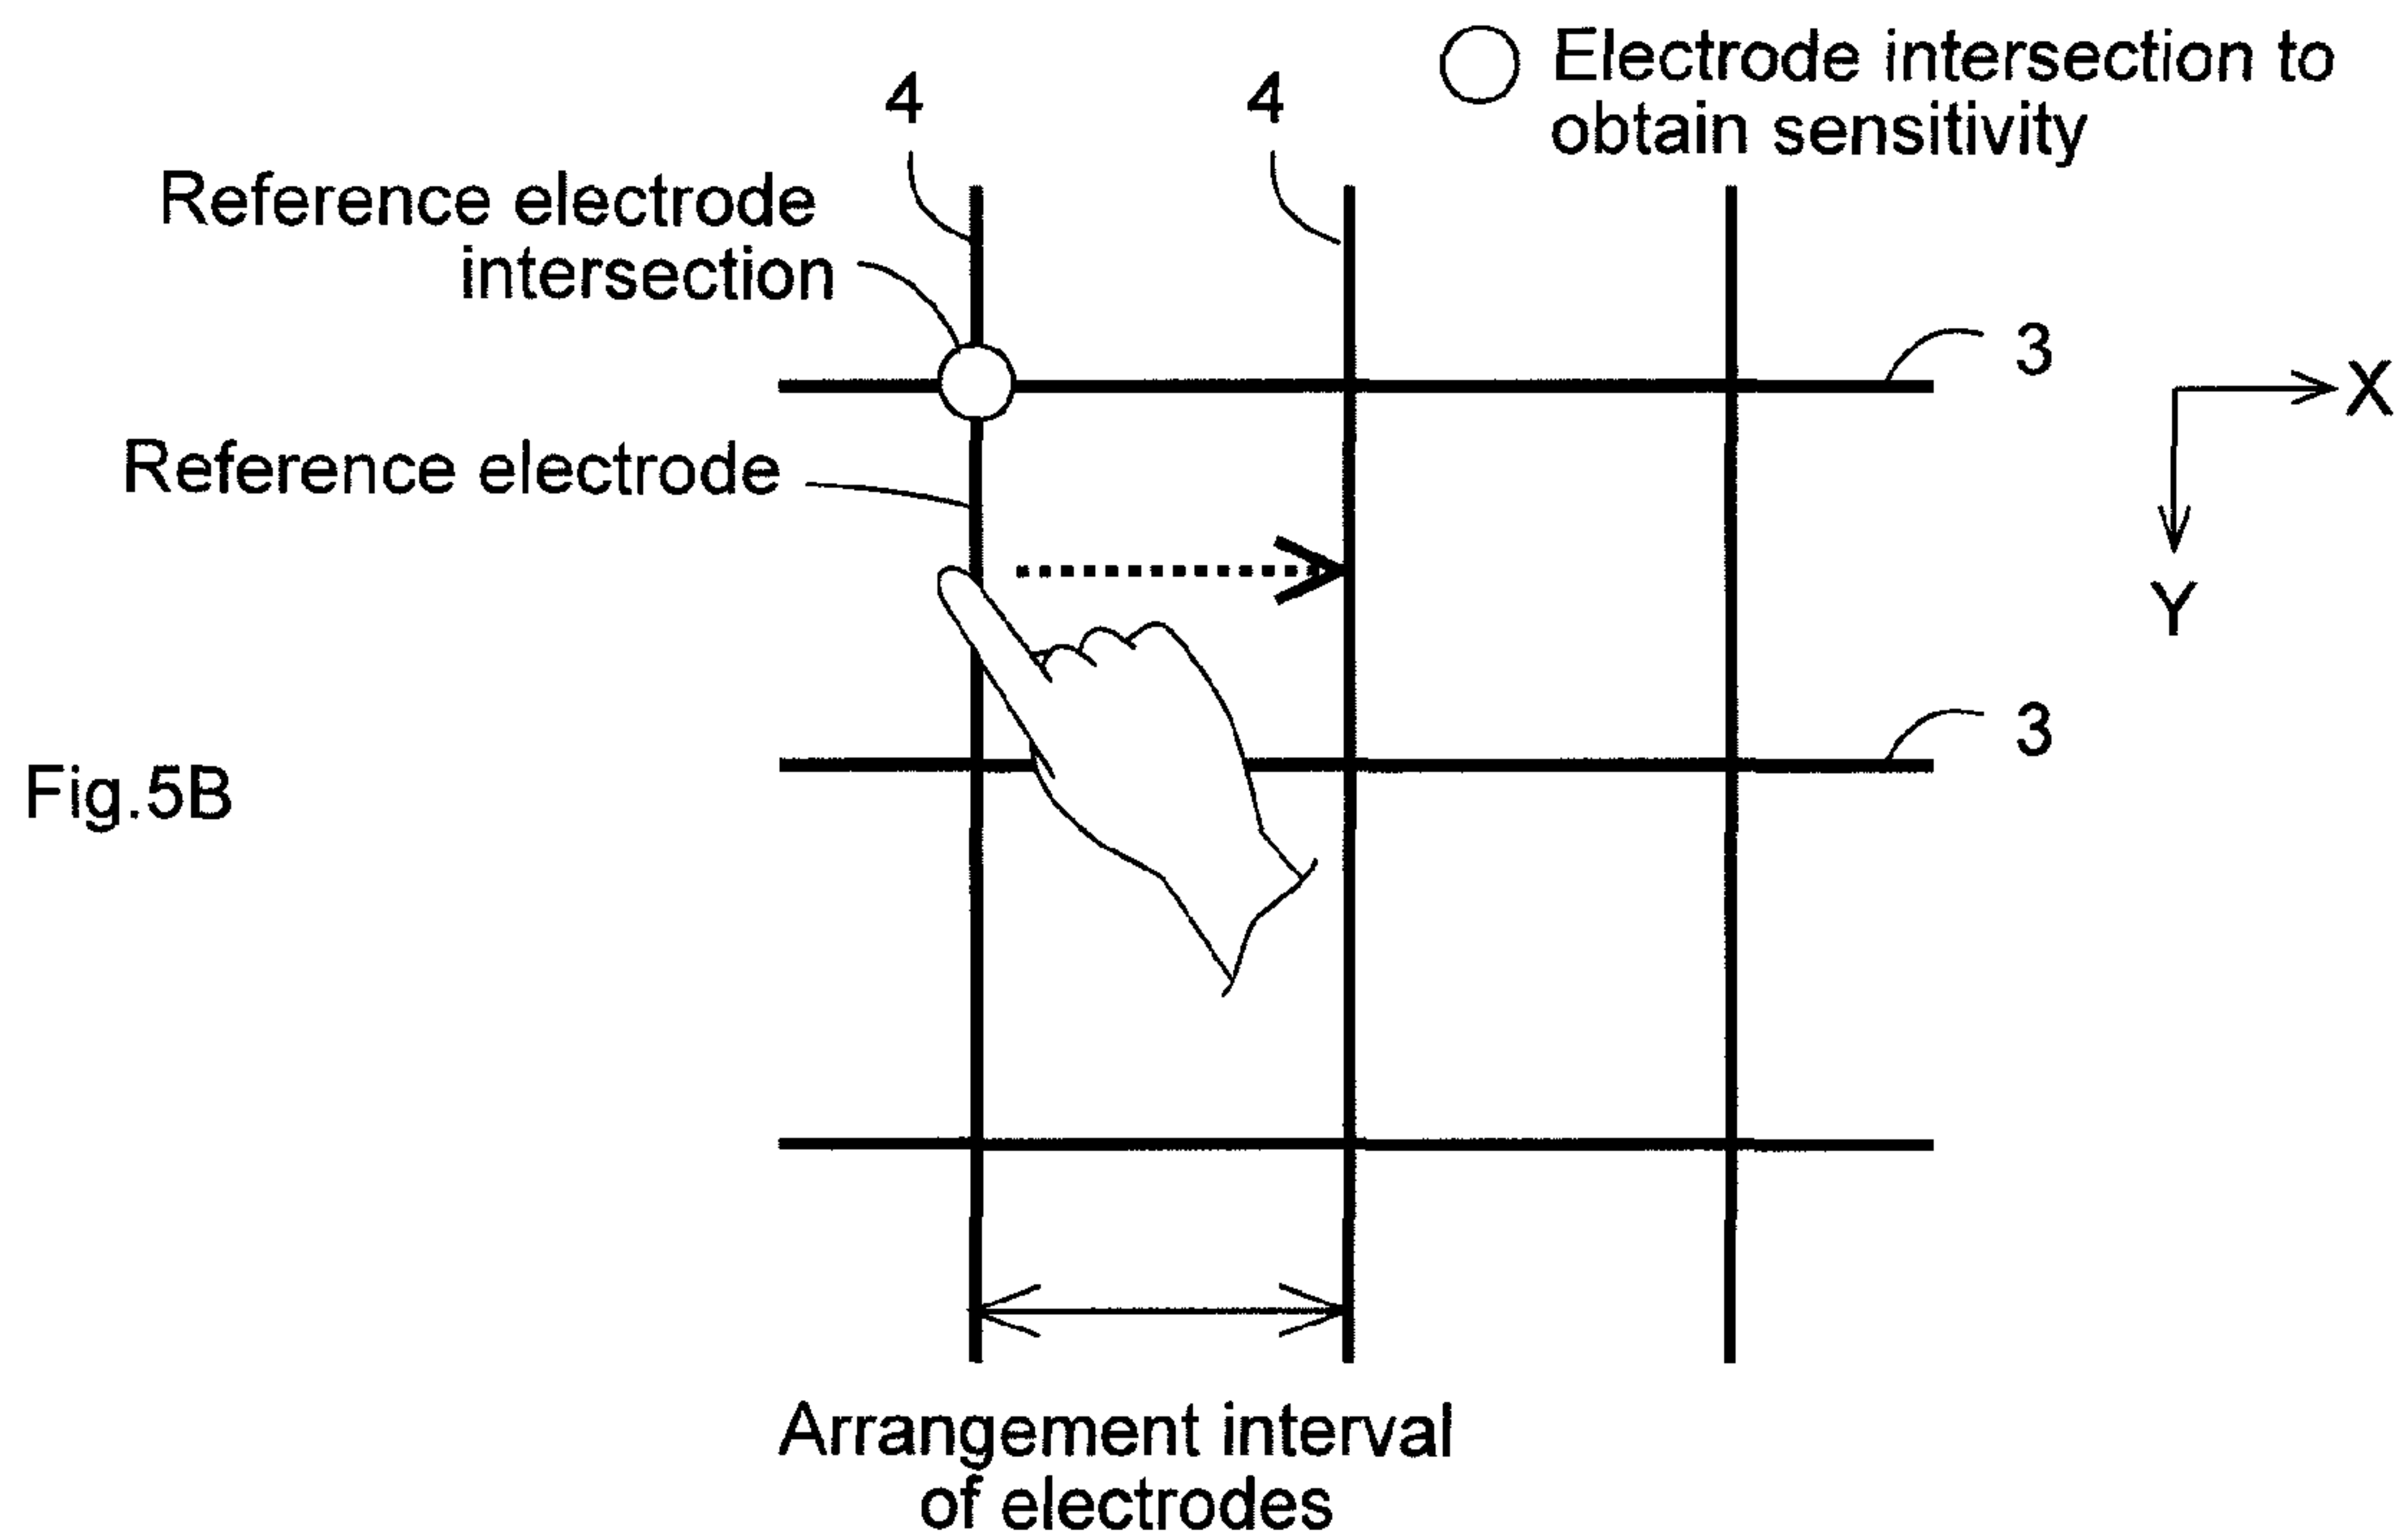 Electrode intersection to
obtain sensitivity
4
4
Reference electrode
intersection
3
X
Reference electrode
Y
3
Fig.5B
Arrangement interval
of electrodes